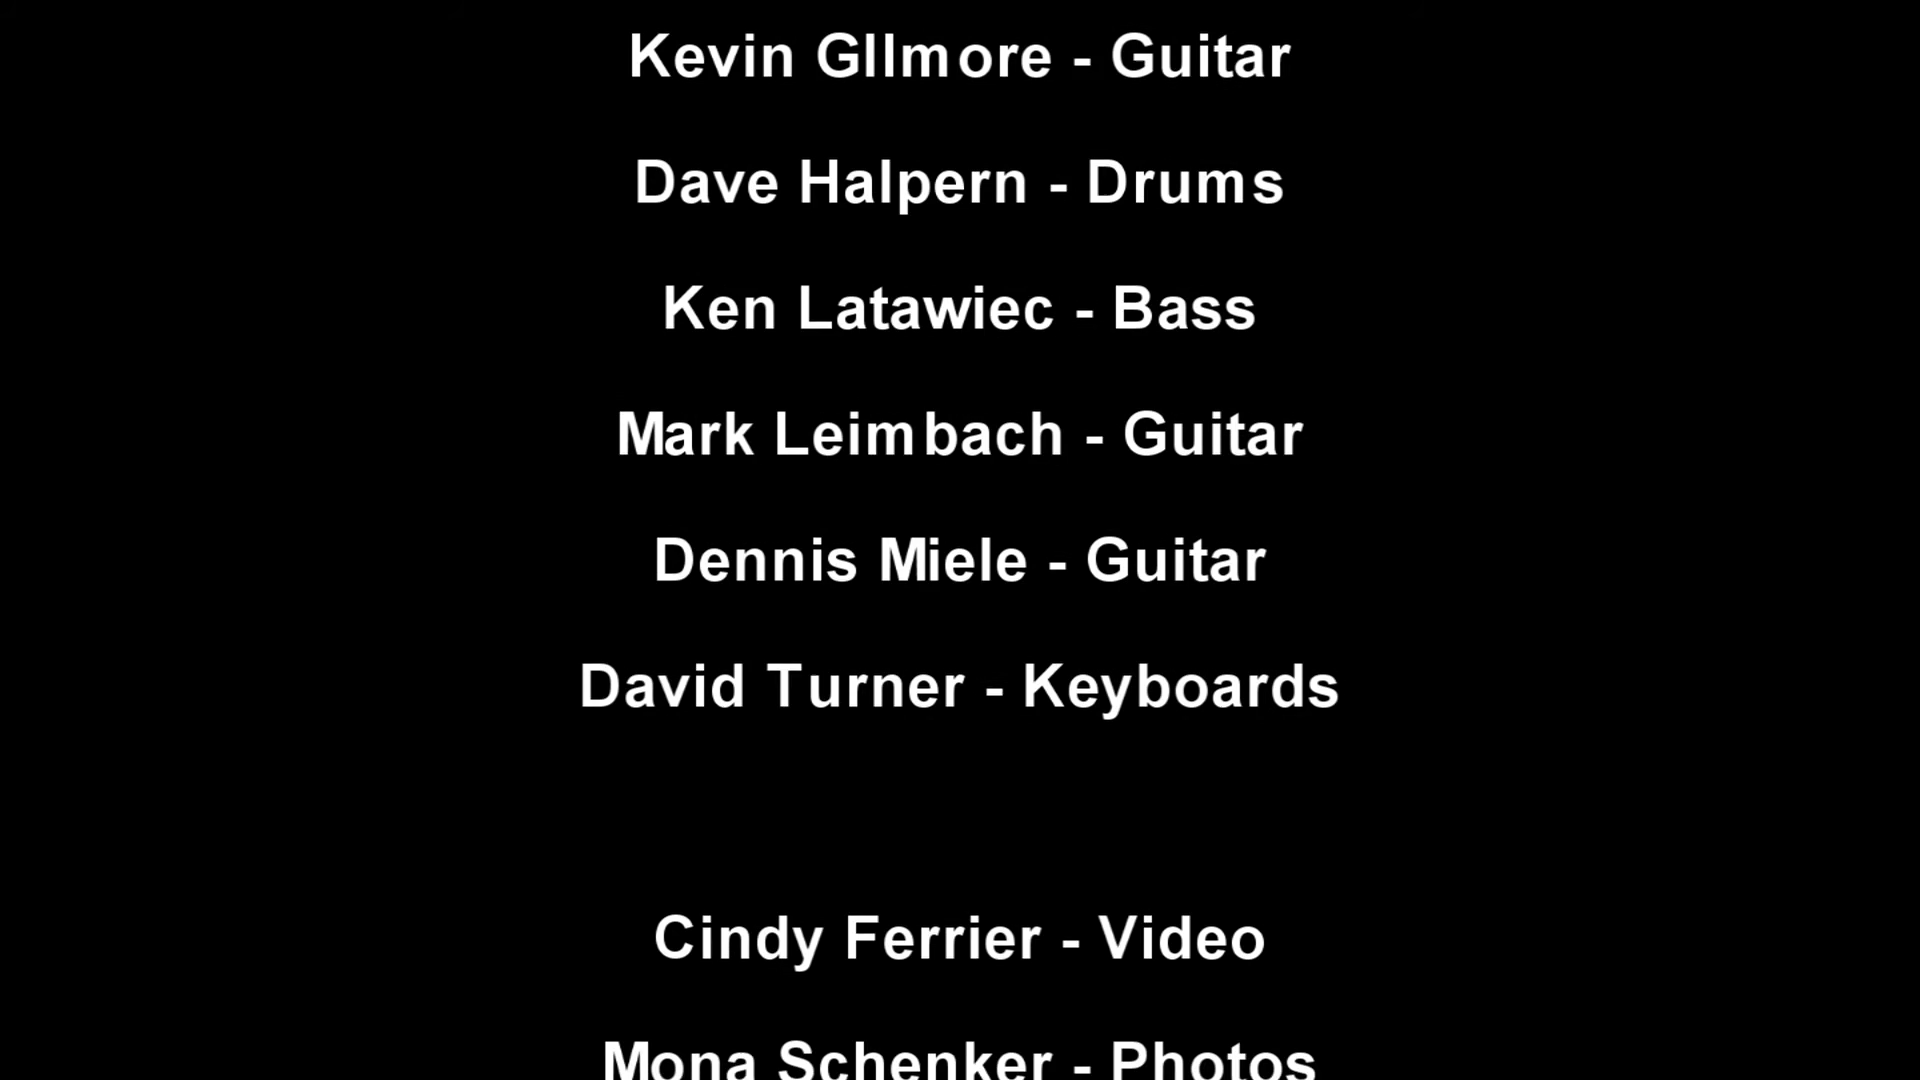 Kevin GIlmore - Guitar
Dave Halpern - Drums
Ken Latawiec - Bass
Mark Leimbach - Guitar
Dennis Miele - Guitar
David Turner - Keyboards
Cindy Ferrier - Video
Mona Schenker - Photos